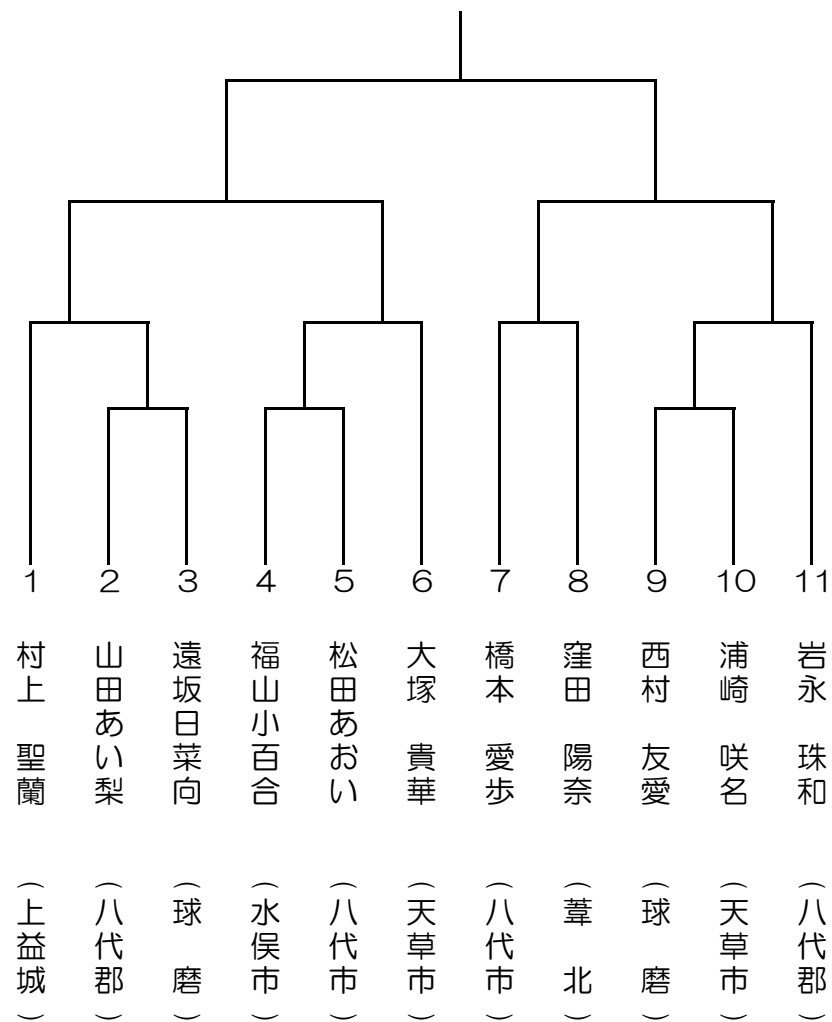 1
村上 聖蘭
(上益城)
2
山田あい梨
(八代郡)
3
遠坂日菜向
(球 磨)
4
福山小百合
(水俣市)
5
松田あおい
(八代市)
6
大塚 貴華
(天草市)
7
橋本 愛歩
(八代市)
8
窪田 陽奈
(葦 北)
9
西村 友愛
(球 磨)
10
浦崎 咲名
(天草市)
11
岩永 珠和
(八代郡)